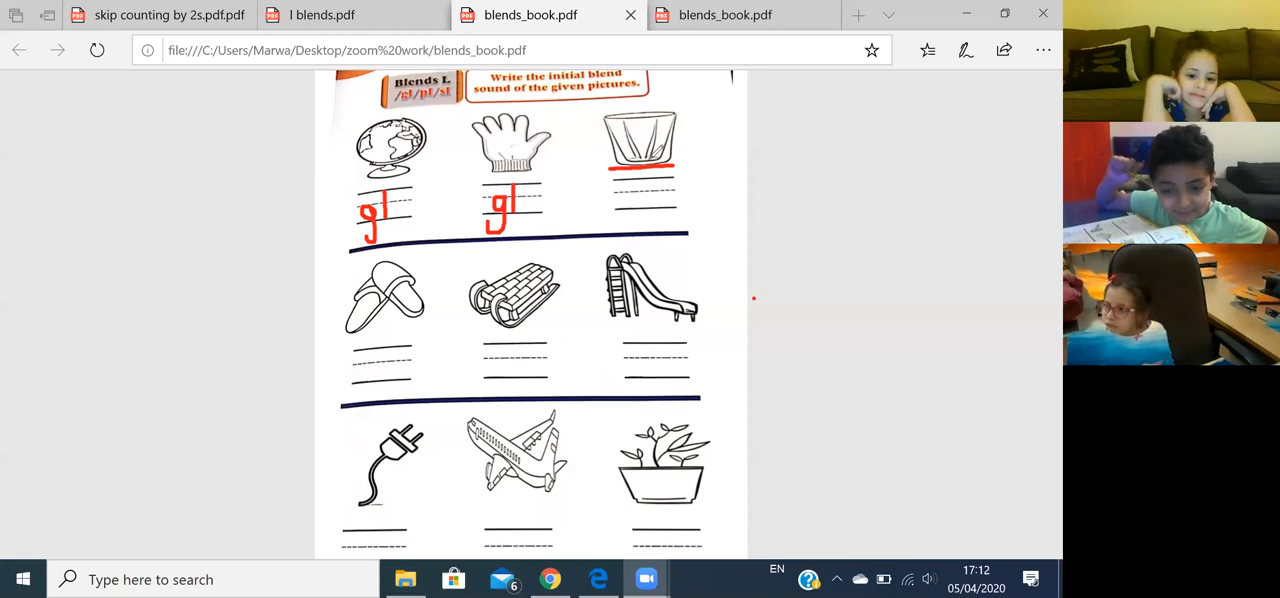 skip counting by 2s.pdf.pdf
l blends.pdf
blends_book.pdf
blends_book.pdf
file:///C:/Users/Marwa/Desktop/zoom%20work/blends_book.pdf
Blends L
/gl/pl/sl
Write the initial blend
sound of the given pictures.
gl
gl
Type here to search
6
EN
17:12
05/04/2020